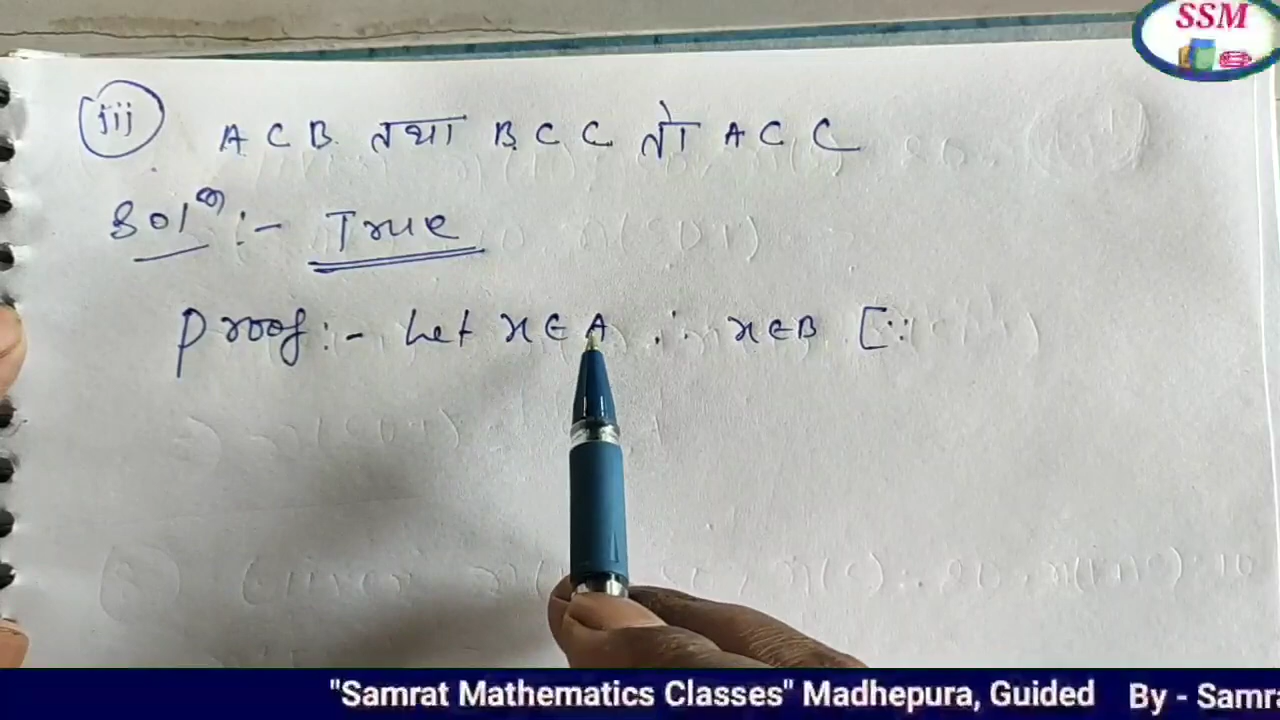 SSM
iii A ⊂ B तथा B ⊂ C तो A ⊂ C
Solⁿ :- True
Proof :- Let x ∈ A ∴ x ∈ B [∵
"Samrat Mathematics Classes" Madhepura, Guided By - Samra